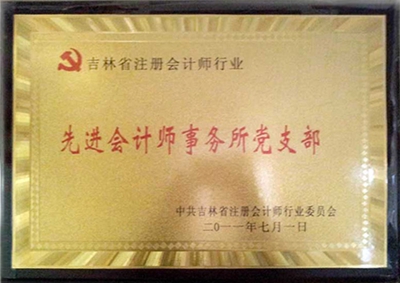 吉林省注册会计师行业
先进会计师事务所党支部
中共吉林省注册会计师行业委员会
二〇一一年七月一日